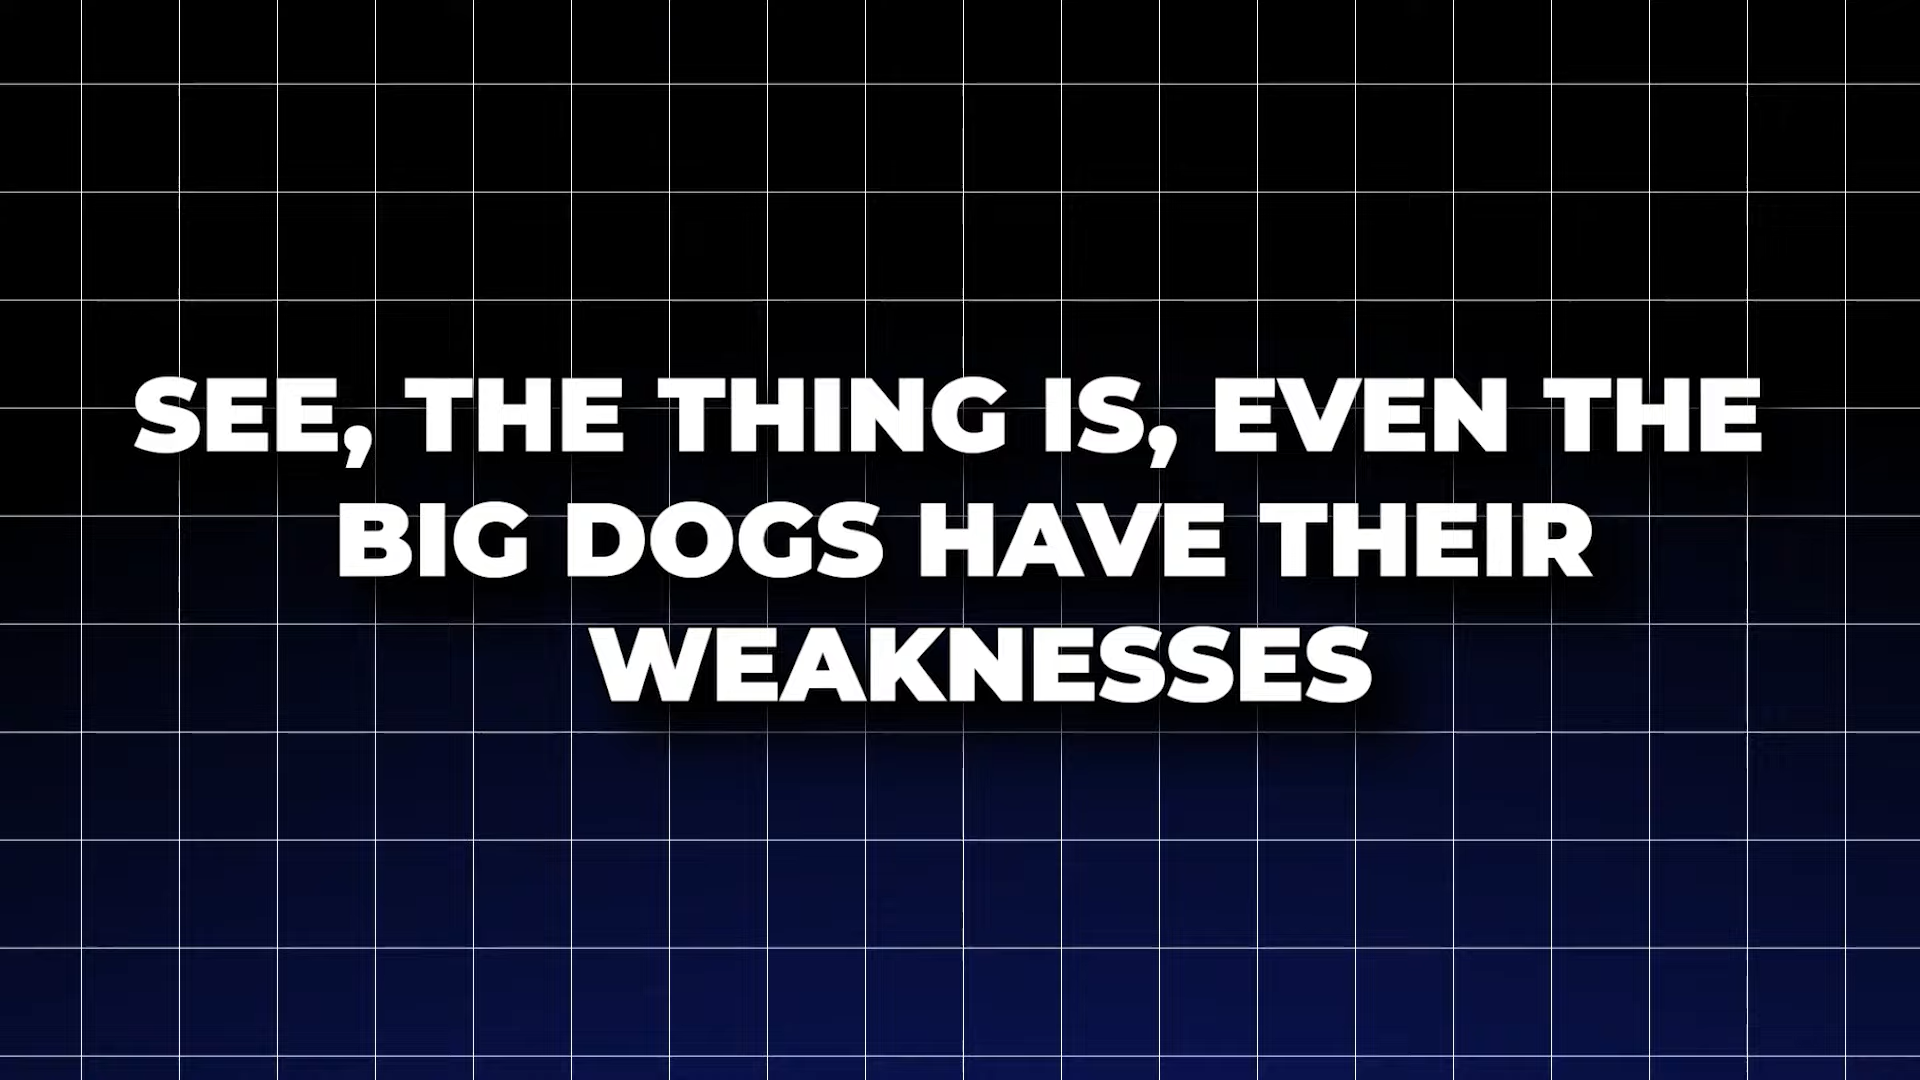 SEE, THE THING IS, EVEN THE
BIG DOGS HAVE THEIR
WEAKNESSES